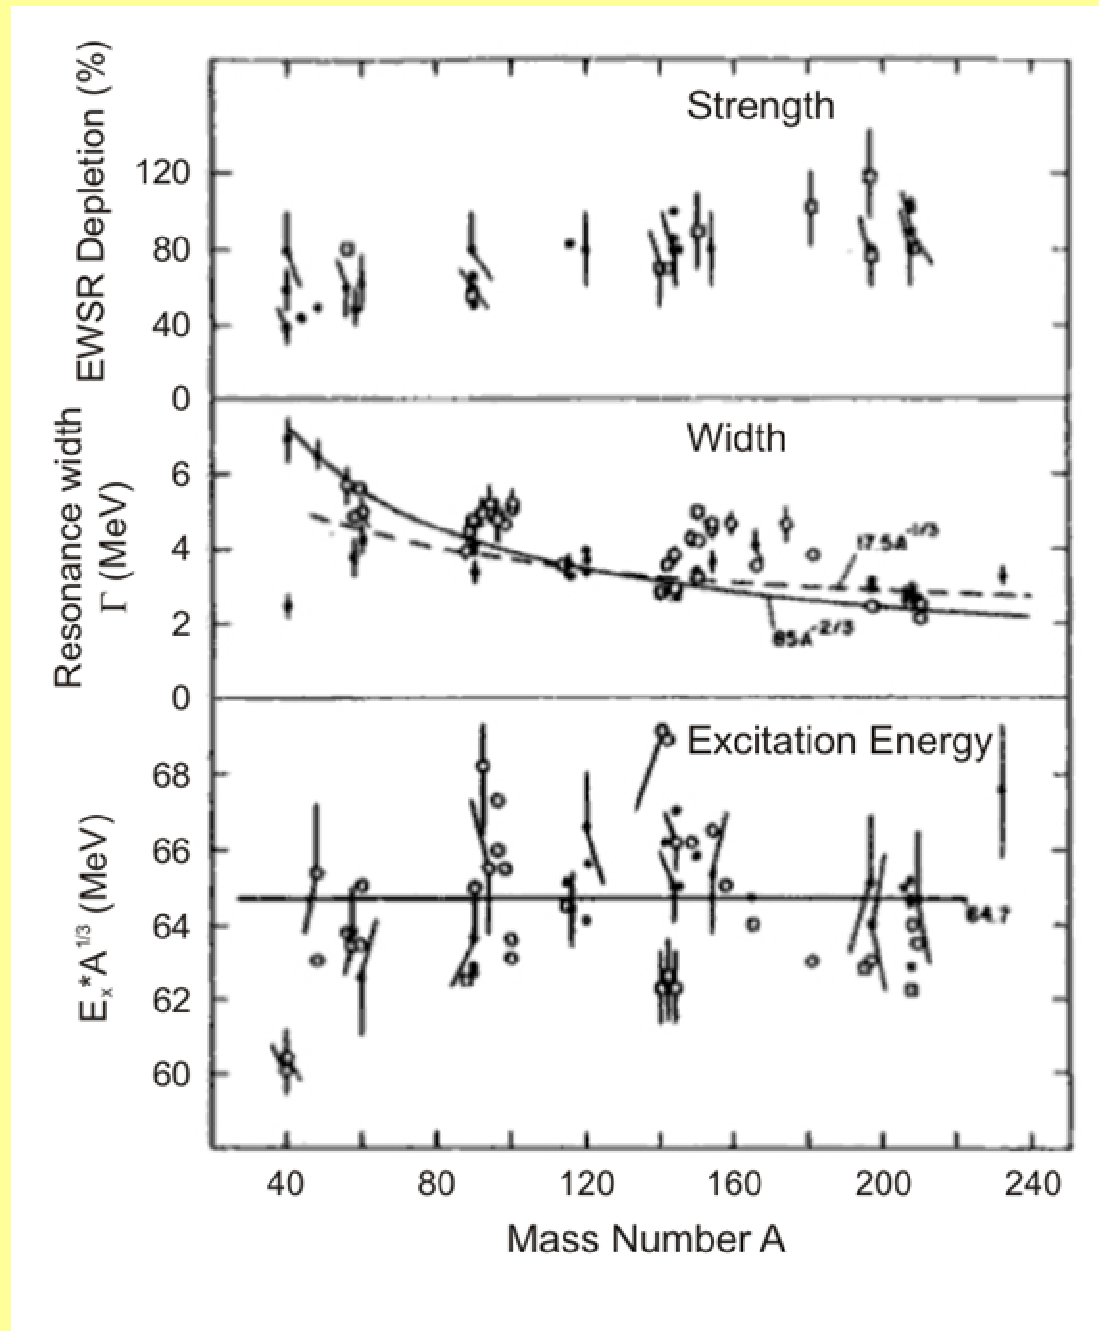 EWSR Depletion (%)
Strength
120
80
40
0
Resonance width
Γ (MeV)
Width
6
4
2
0
17.5A^-1/3
85A^-2/3
Eₓ*A^1/3 (MeV)
Excitation Energy
68
66
64
62
60
64.7
40 80 120 160 200 240
Mass Number A